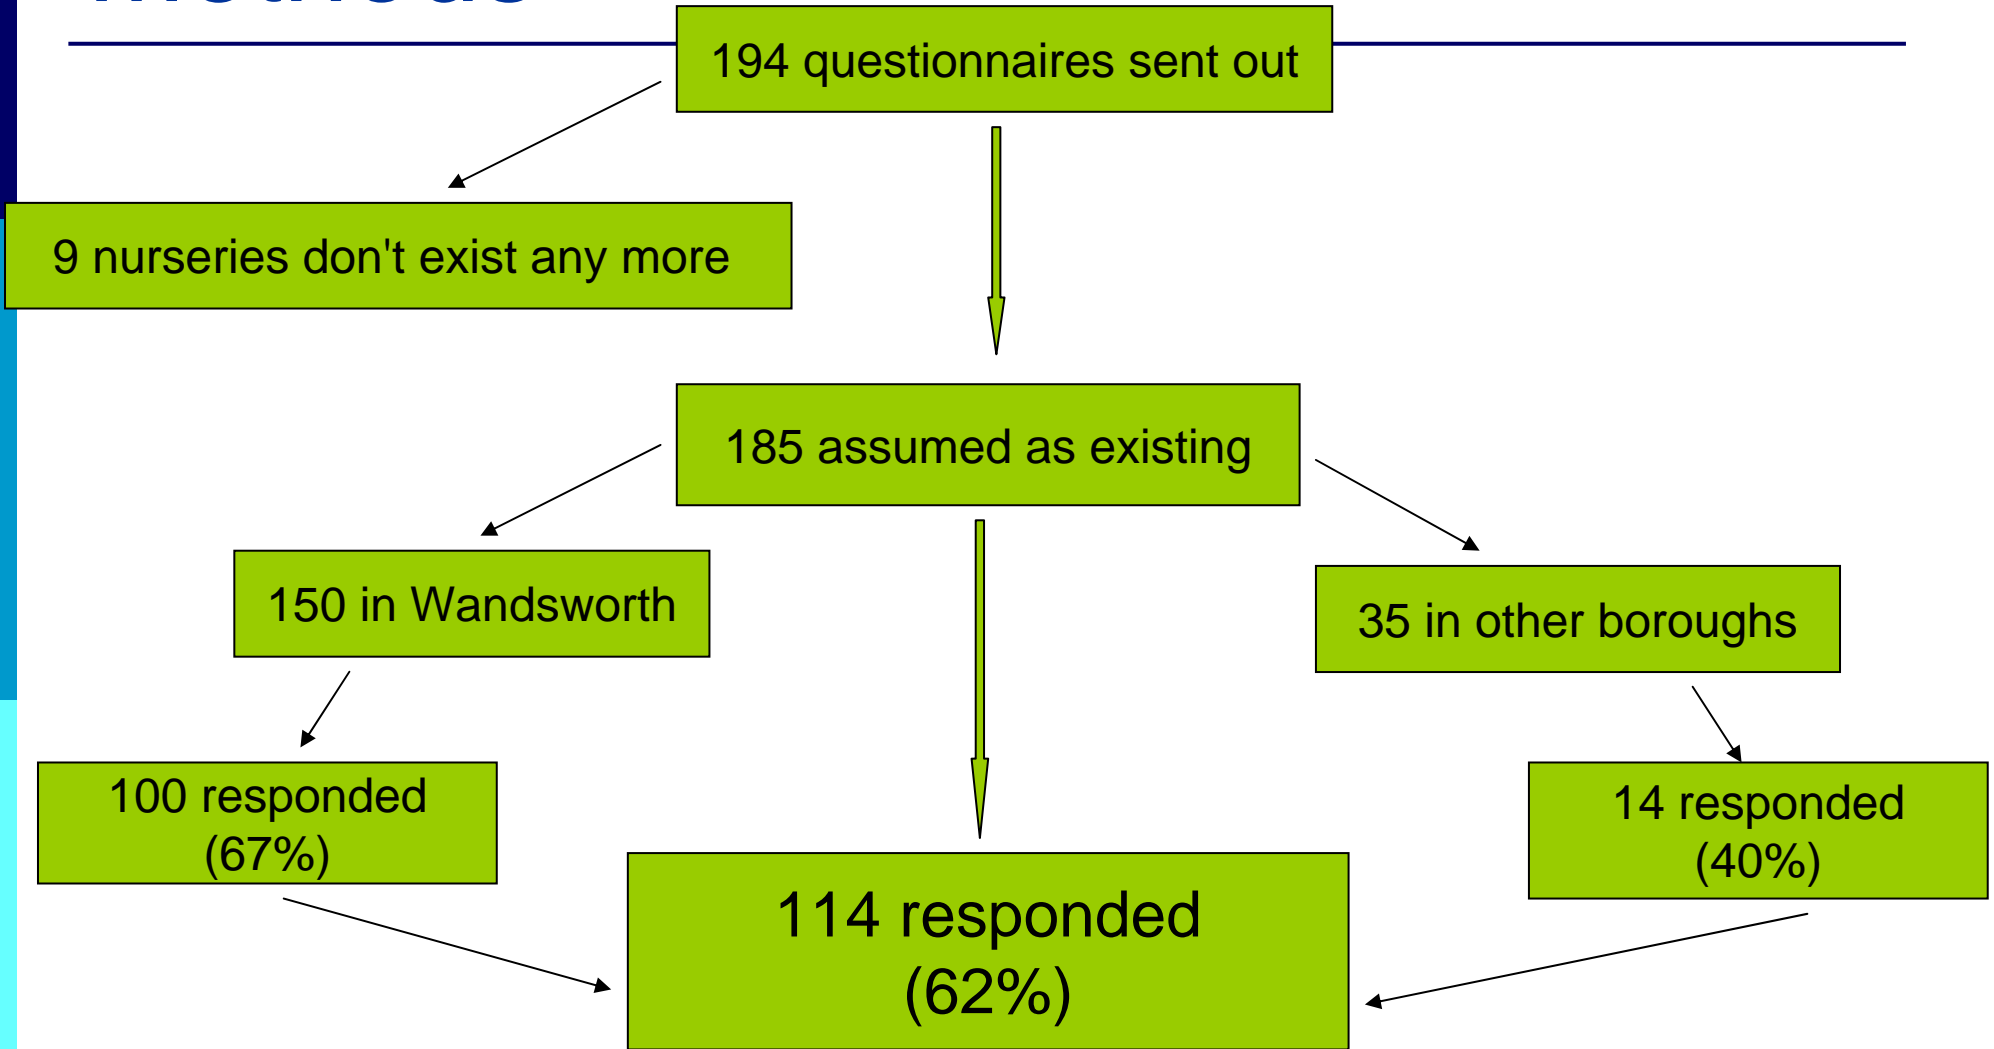 Methods
194 questionnaires sent out
9 nurseries don't exist any more
185 assumed as existing
150 in Wandsworth
35 in other boroughs
100 responded
(67%)
14 responded
(40%)
114 responded
(62%)